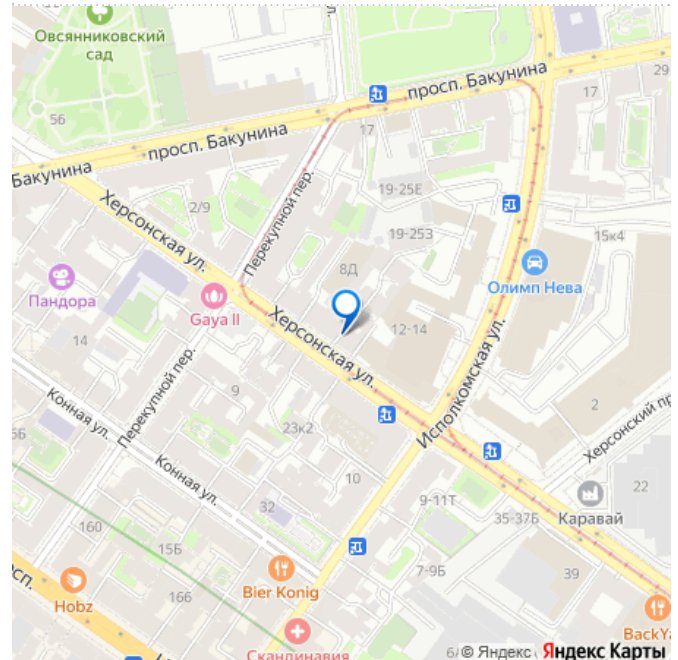 Овсянниковский
сад
56
просп. Бакунина
29
17
17
просп. Бакунина
Бакунина
Перекупной пер.
19-25Е
2/9
Херсонская ул.
19-253
15к4
8Д
Пандора
Олимп Нева
Gaya II
Херсонская ул.
12-14
14
Исполкомская ул.
Перекупной пер.
9
2
Конная ул.
Херсонский пр
23к2
5Б
Конная ул.
10
22
9-11Т
Каравай
32
35-37Б
160
15Б
7-9Б
39
Bier Konig
Hobz
166
BackYa
Скандинавия
© Яндекс
Яндекс Карты